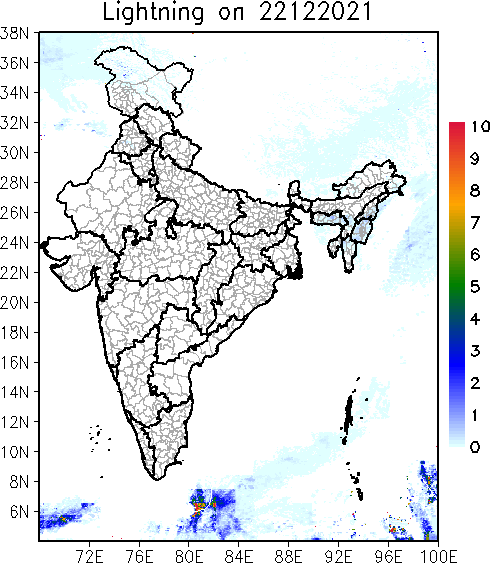 Lightning on 22122021
38N
36N
34N
32N
30N
28N
26N
24N
22N
20N
18N
16N
14N
12N
10N
8N
6N
72E 76E 80E 84E 88E 92E 96E 100E
10
9
8
7
6
5
4
3
2
1
0